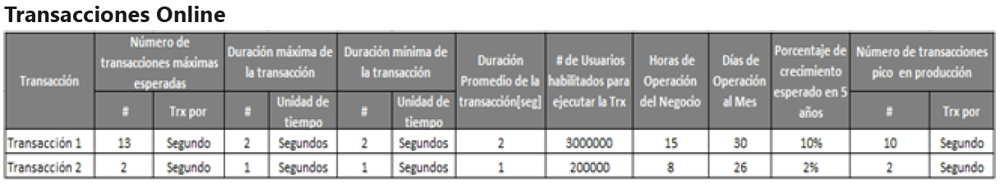 Transacciones Online
Transacción | Número de transacciones máximas esperadas | Duración máxima de la transacción | Duración mínima de la transacción | Duración Promedio de la transacción[seg] | # de Usuarios habilitados para ejecutar la Trx | Horas de Operación del Negocio | Días de Operación al Mes | Porcentaje de crecimiento esperado en 5 años | Número de transacciones pico en producción
# | Trx por | # | Unidad de tiempo | # | Unidad de tiempo | # | Trx por
Transacción 1 | 13 | Segundo | 2 | Segundos | 2 | Segundos | 2 | 3000000 | 15 | 30 | 10% | 10 | Segundo
Transacción 2 | 2 | Segundo | 1 | Segundos | 1 | Segundos | 1 | 200000 | 8 | 26 | 2% | 2 | Segundo